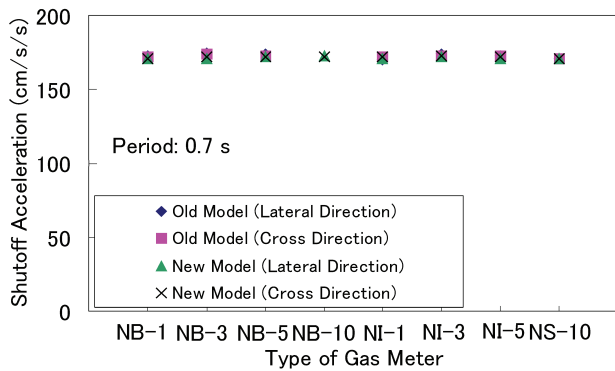 Shutoff Acceleration (cm/s/s)
200
150
100
50
0
Period: 0.7 s
Old Model (Lateral Direction)
Old Model (Cross Direction)
New Model (Lateral Direction)
New Model (Cross Direction)
NB-1 NB-3 NB-5 NB-10 NI-1 NI-3 NI-5 NS-10
Type of Gas Meter